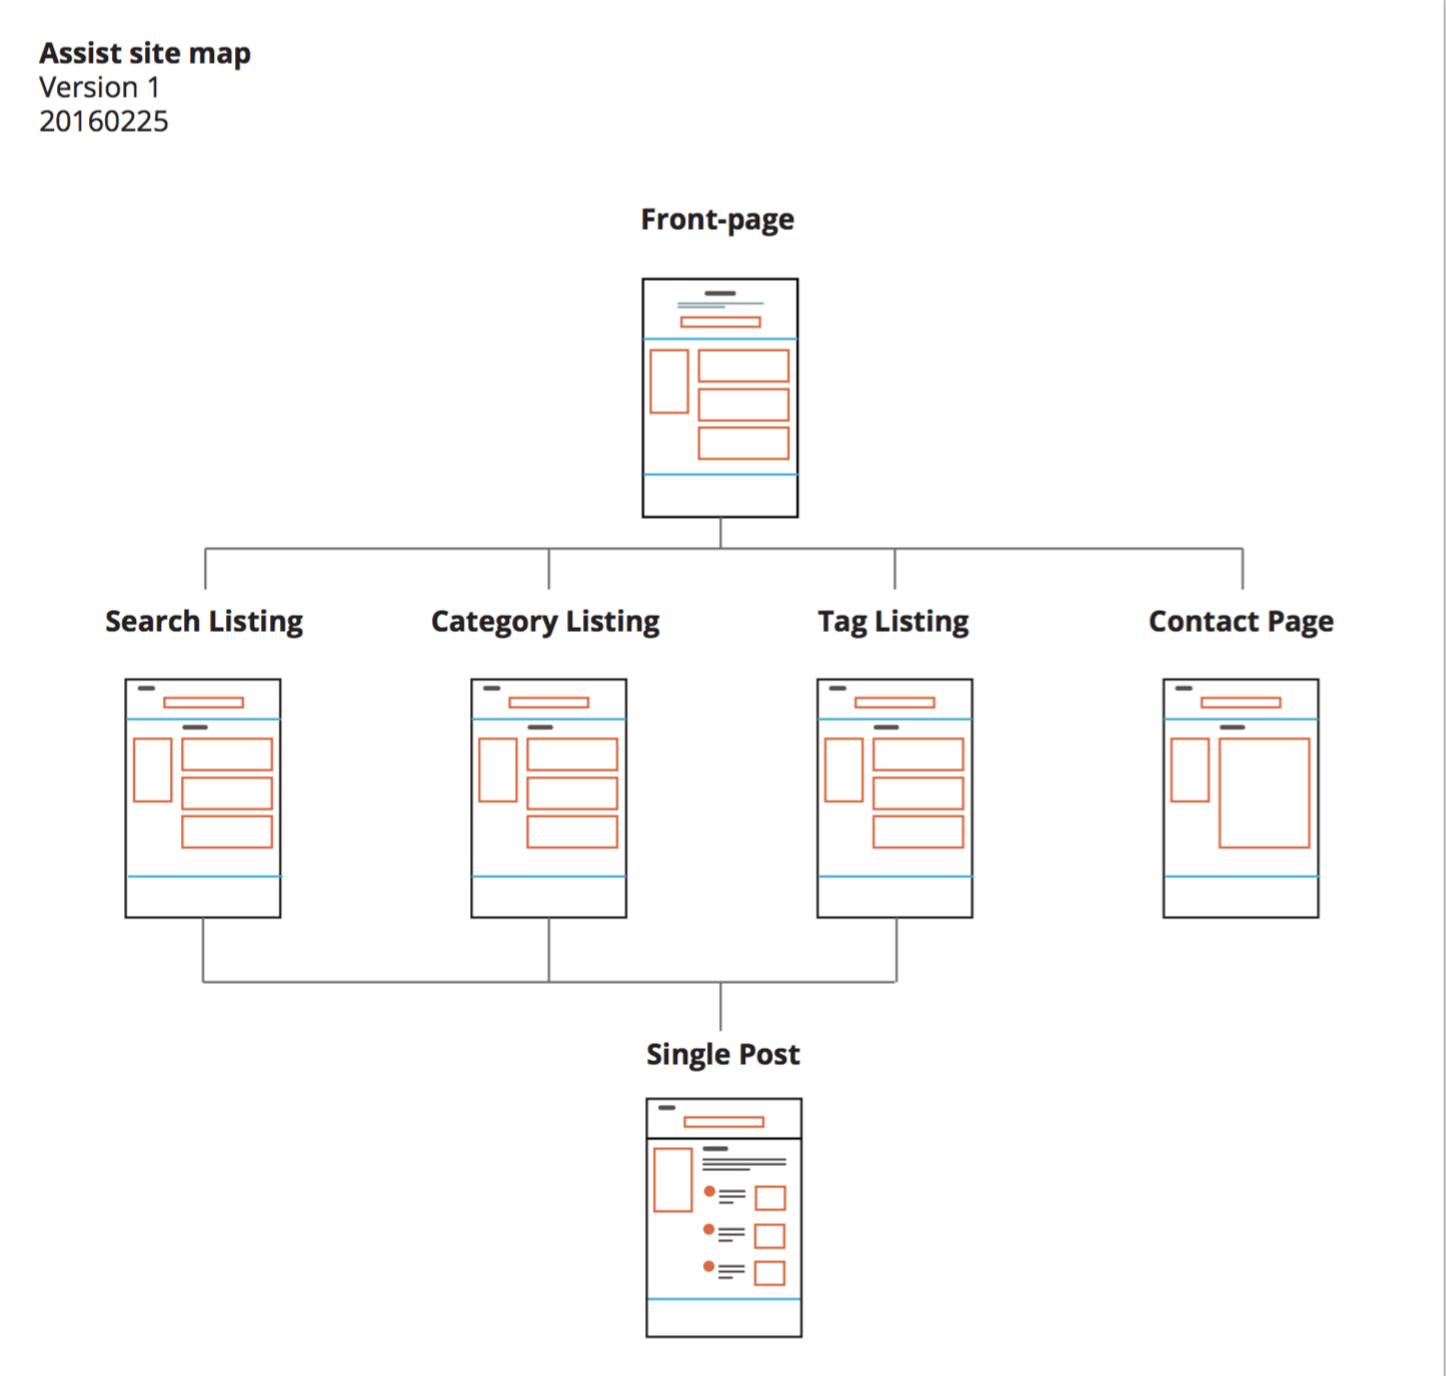 Assist site map
Version 1
20160225
Front-page
Search Listing
Category Listing
Tag Listing
Contact Page
Single Post